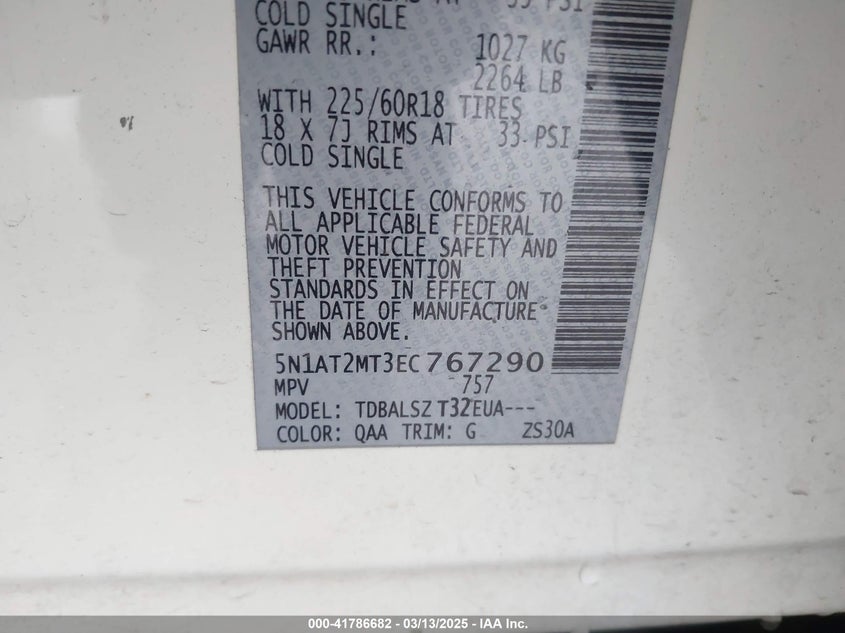 PSI
COLD SINGLE
GAWR RR.: 1027 KG
2264 LB
WITH 225/60R18 TIRES
18 X 7J RIMS AT 33 PSI
COLD SINGLE
THIS VEHICLE CONFORMS TO
ALL APPLICABLE FEDERAL
MOTOR VEHICLE SAFETY AND
THEFT PREVENTION
STANDARDS IN EFFECT ON
THE DATE OF MANUFACTURE
SHOWN ABOVE.
5N1AT2MT3EC767290
MPV 757
MODEL: TDBALSZ T32EUA---
COLOR: QAA TRIM: G ZS30A
000-41786682 - 03/13/2025 - IAA Inc.